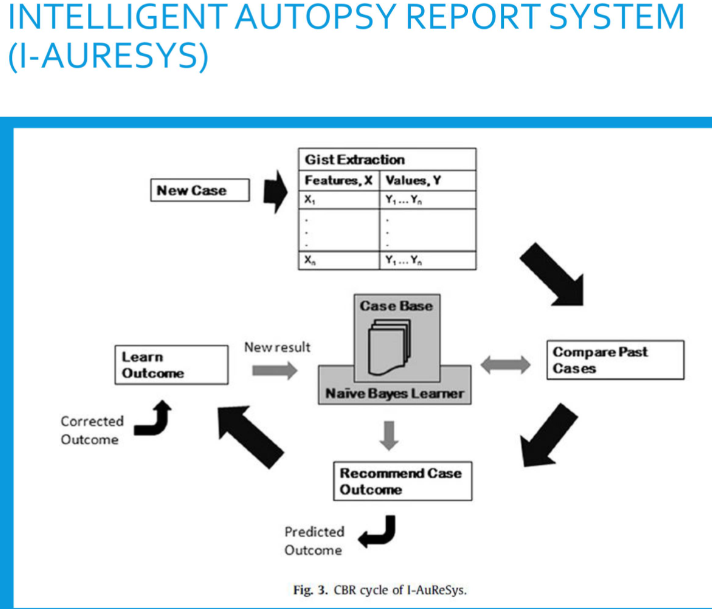 INTELLIGENT AUTOPSY REPORT SYSTEM
(I-AURESYS)
Gist Extraction
Features, X Values, Y
New Case
X₁ Y₁ ... Yₙ
. .
. .
. .
Xₙ Y₁ ... Yₙ
Case Base
New result
Learn
Outcome
Compare Past
Cases
Naïve Bayes Learner
Corrected
Outcome
Recommend Case
Outcome
Predicted
Outcome
Fig. 3. CBR cycle of I-AuReSys.